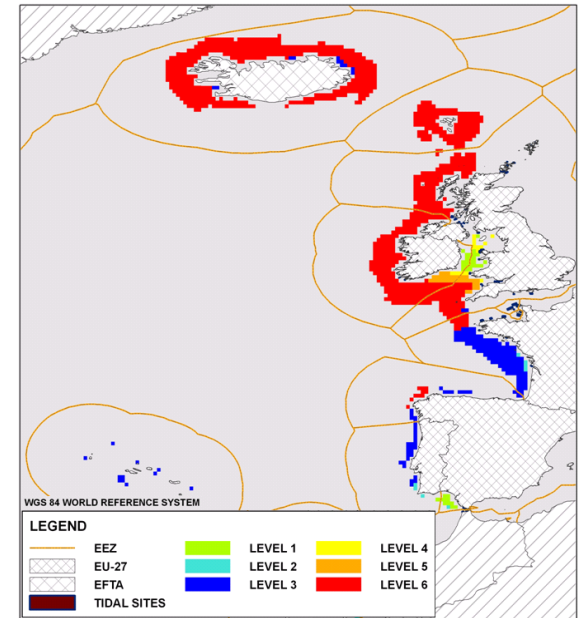 WGS 84 WORLD REFERENCE SYSTEM
LEGEND
EEZ LEVEL 1 LEVEL 4
EU-27 LEVEL 2 LEVEL 5
EFTA LEVEL 3 LEVEL 6
TIDAL SITES